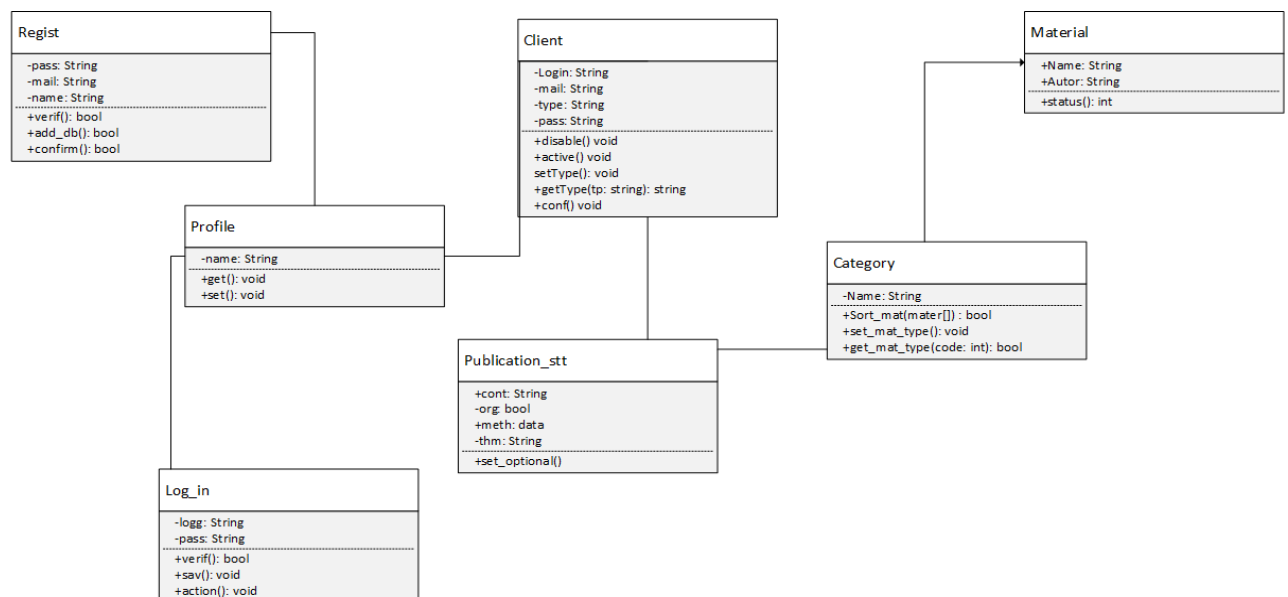 Regist
-pass: String
-mail: String
-name: String
+verif(): bool
+add_db(): bool
+confirm(): bool
Client
-Login: String
-mail: String
-type: String
-pass: String
+disable() void
+active() void
setType(): void
+getType(tp: string): string
+conf() void
Material
+Name: String
+Autor: String
+status(): int
Profile
-name: String
+get(): void
+set(): void
Category
-Name: String
+Sort_mat(mater[]) : bool
+set_mat_type(): void
+get_mat_type(code: int): bool
Publication_stt
+cont: String
-org: bool
+meth: data
-thm: String
+set_optional()
Log_in
-logg: String
-pass: String
+verif(): bool
+sav(): void
+action(): void